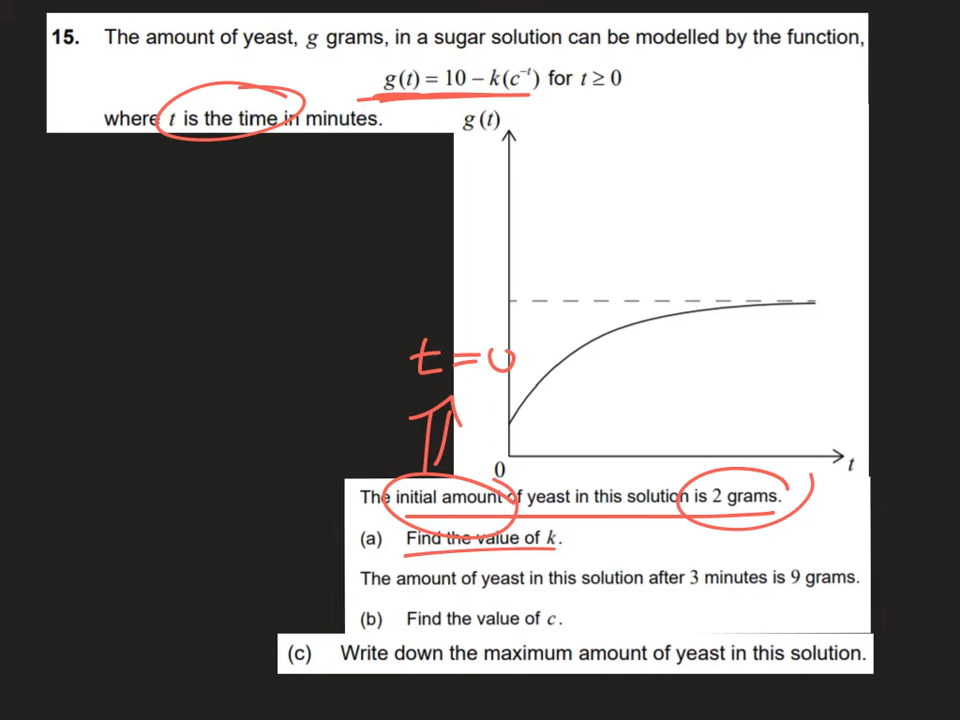 15. The amount of yeast, g grams, in a sugar solution can be modelled by the function,
g(t) = 10 − k(c⁻ᵗ) for t ≥ 0
where t is the time in minutes.
g (t)
t = 0
0
t
The initial amount of yeast in this solution is 2 grams.
(a) Find the value of k.
The amount of yeast in this solution after 3 minutes is 9 grams.
(b) Find the value of c.
(c) Write down the maximum amount of yeast in this solution.